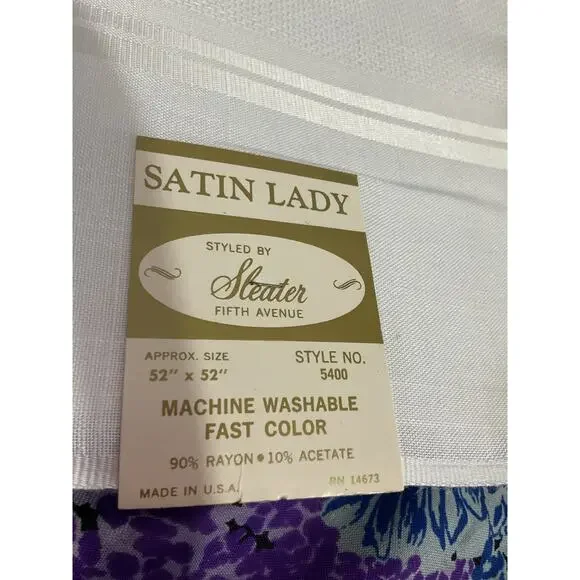 SATIN LADY
STYLED BY
Sleater
FIFTH AVENUE
APPROX. SIZE STYLE NO.
52" x 52" 5400
MACHINE WASHABLE
FAST COLOR
90% RAYON • 10% ACETATE
MADE IN U.S.A. RN 14673